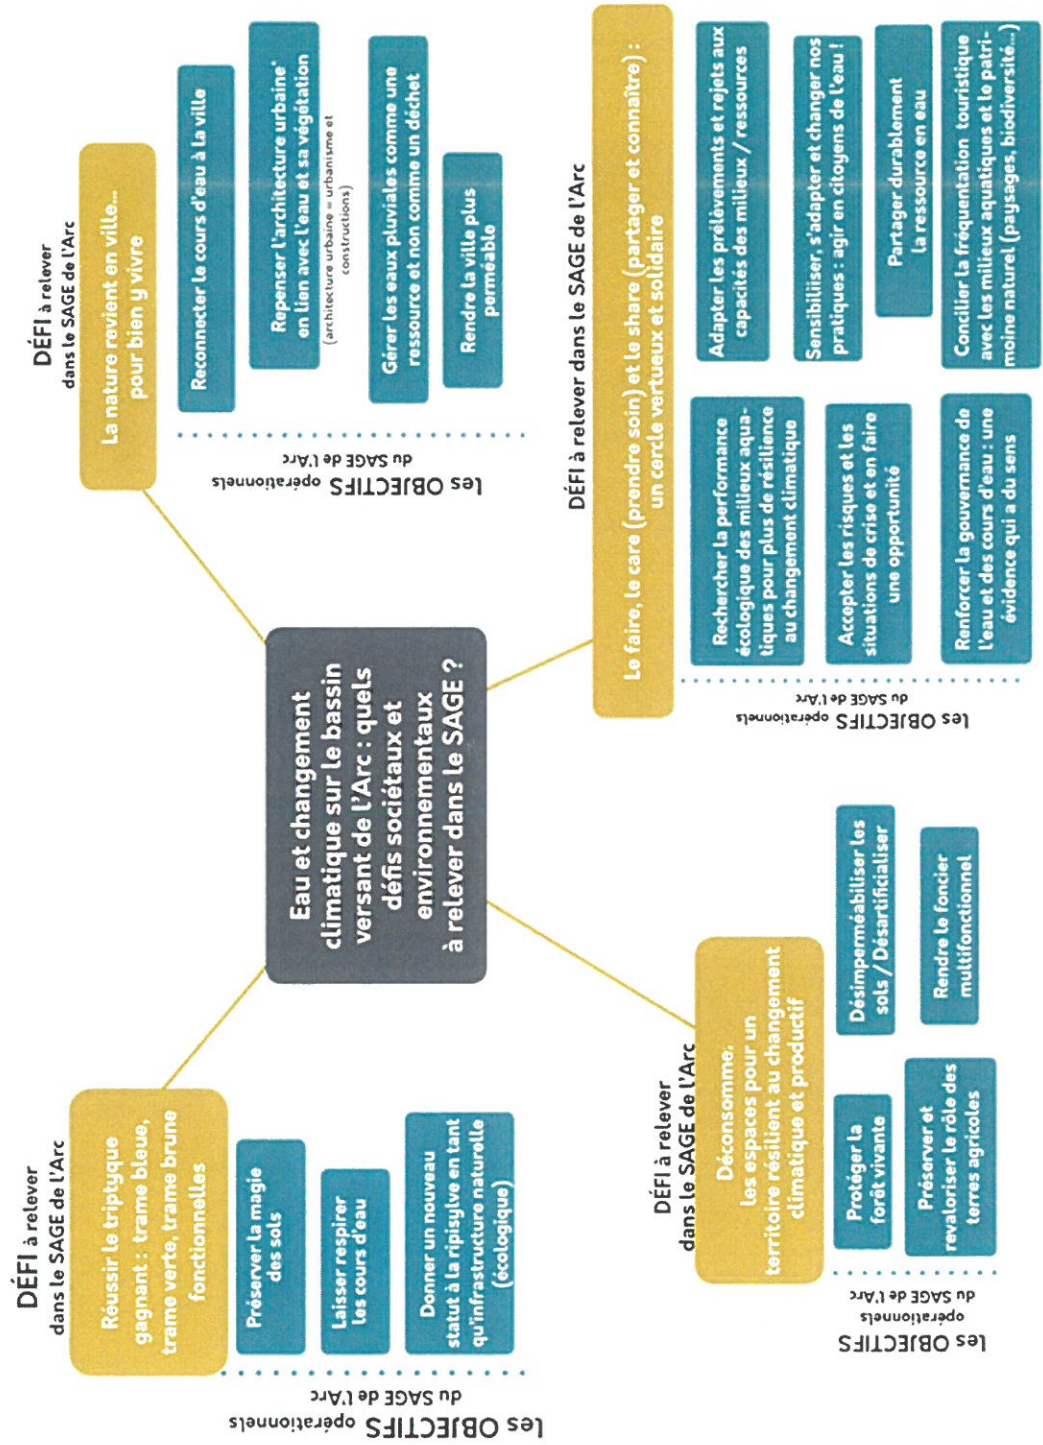 DÉFI à relever
dans le SAGE de l'Arc
Réussir le triptyque
gagnant : trame bleue,
trame verte, trame brune
fonctionnelles
les OBJECTIFS opérationnels
du SAGE de l'Arc
Préserver la magie
des sols
Laisser respirer
les cours d'eau
Donner un nouveau
statut à la ripisylve en tant
qu'infrastructure naturelle
(écologique)
DÉFI à relever
dans le SAGE de l'Arc
La nature revient en ville...
pour bien y vivre
les OBJECTIFS opérationnels
du SAGE de l'Arc
Reconnecter le cours d'eau à la ville
Repenser l'architecture urbaine*
en lien avec l'eau et sa végétation
(architecture urbaine = urbanisme et
constructions)
Gérer les eaux pluviales comme une
ressource et non comme un déchet
Rendre la ville plus
perméable
Eau et changement
climatique sur le bassin
versant de l'Arc : quels
défis sociétaux et
environnementaux
à relever dans le SAGE ?
DÉFI à relever
dans le SAGE de l'Arc
Déconsomme.
les espaces pour un
territoire résilient au changement
climatique et productif
les OBJECTIFS
opérationnels
du SAGE de l'Arc
Protéger la
forêt vivante
Désimperméabiliser les
sols / Désartificialiser
Préserver et
revaloriser le rôle des
terres agricoles
Rendre le foncier
multifonctionnel
DÉFI à relever dans le SAGE de l'Arc
Le faire, le care (prendre soin) et le share (partager et connaître) :
un cercle vertueux et solidaire
les OBJECTIFS opérationnels
du SAGE de l'Arc
Rechercher la performance
écologique des milieux aqua-
tiques pour plus de résilience
au changement climatique
Accepter les risques et les
situations de crise et en faire
une opportunité
Renforcer la gouvernance de
l'eau et des cours d'eau : une
évidence qui a du sens
Adapter les prélèvements et rejets aux
capacités des milieux / ressources
Sensibiliser, s'adapter et changer nos
pratiques : agir en citoyens de l'eau !
Partager durablement
la ressource en eau
Concilier la fréquentation touristique
avec les milieux aquatiques et le patri-
moine naturel (paysages, biodiversité...)